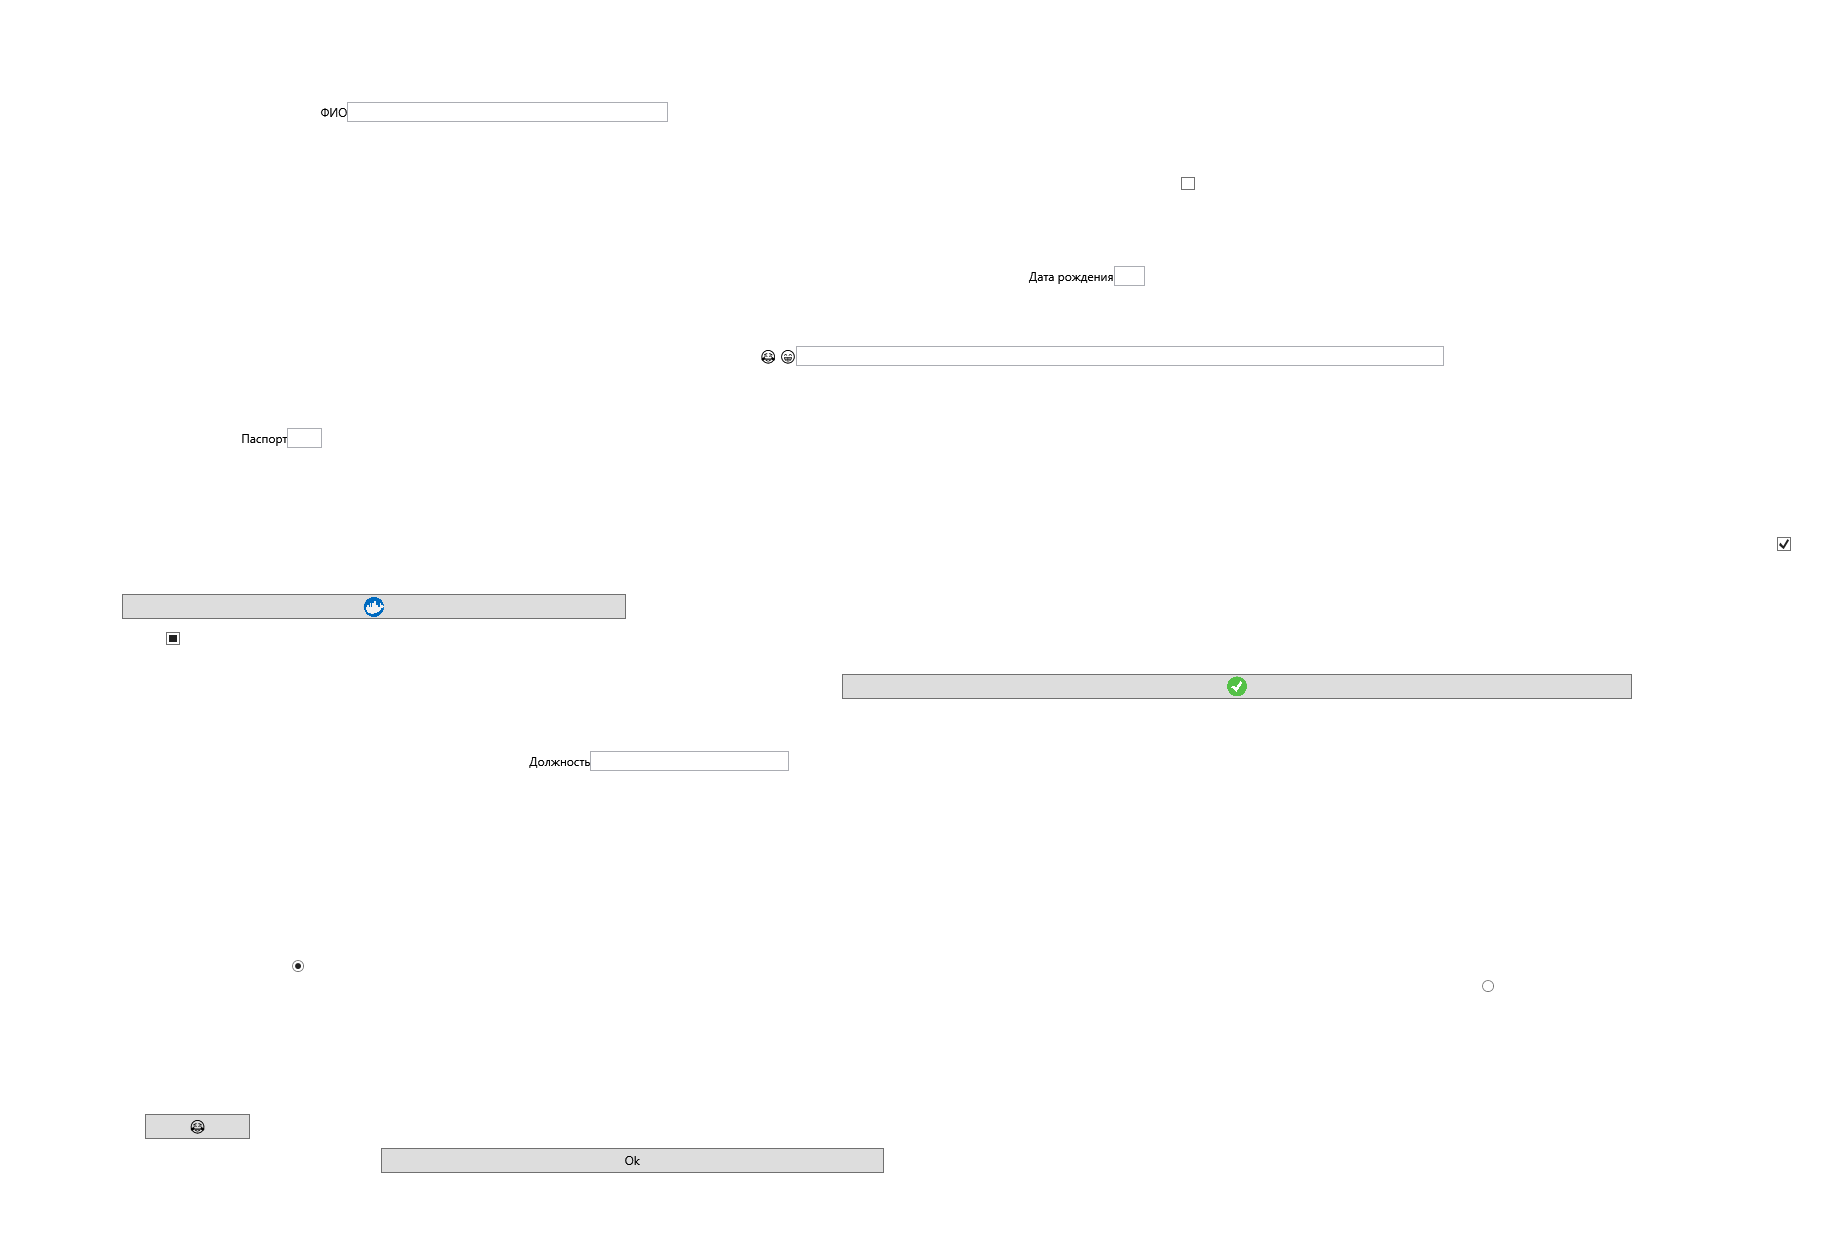 ФИО
Дата рождения
😂 😁
Паспорт
Должность
😂
Ok